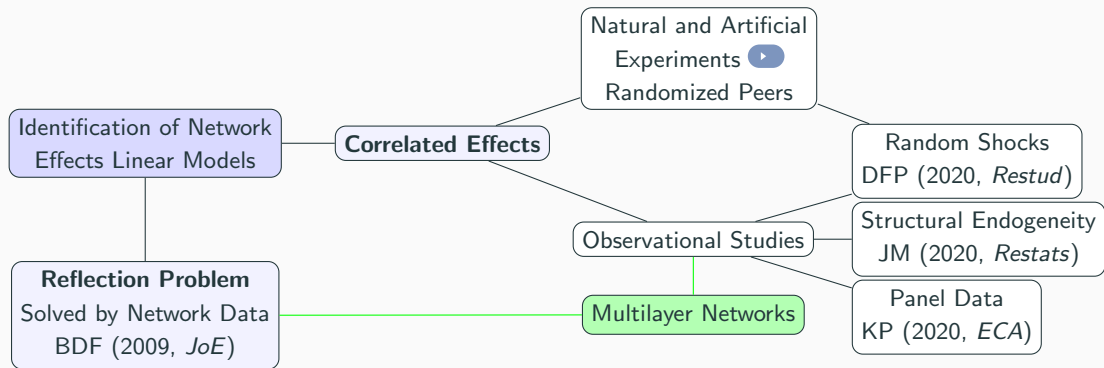 Natural and Artificial
Experiments
Randomized Peers
Identification of Network
Effects Linear Models
Correlated Effects
Random Shocks
DFP (2020, Restud)
Observational Studies
Structural Endogeneity
JM (2020, Restats)
Reflection Problem
Solved by Network Data
BDF (2009, JoE)
Multilayer Networks
Panel Data
KP (2020, ECA)